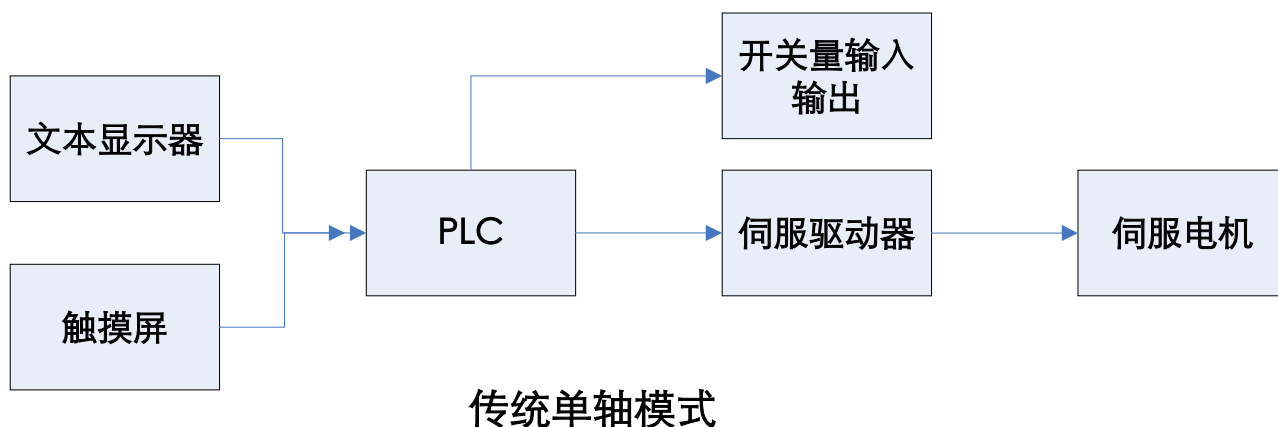 文本显示器
触摸屏
PLC
开关量输入
输出
伺服驱动器
伺服电机
传统单轴模式